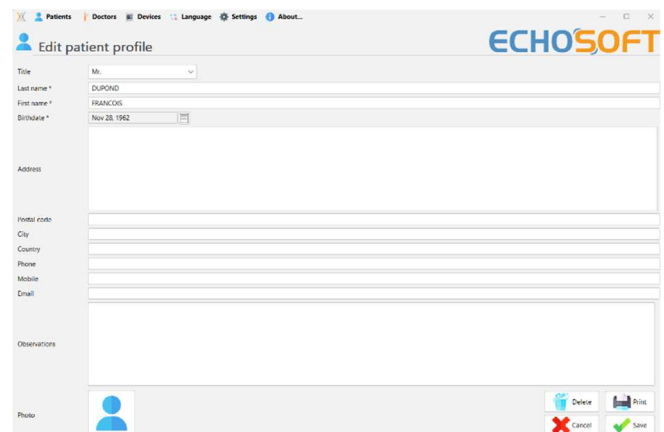 Patients Doctors Devices Language Settings About...
Edit patient profile
ECHOSOFT
Title Mr.
Last name * DUPOND
First name * FRANCOIS
Birthdate * Nov 28, 1962
Address
Postal code
City
Country
Phone
Mobile
Email
Observations
Delete Print
Photo
Cancel Save